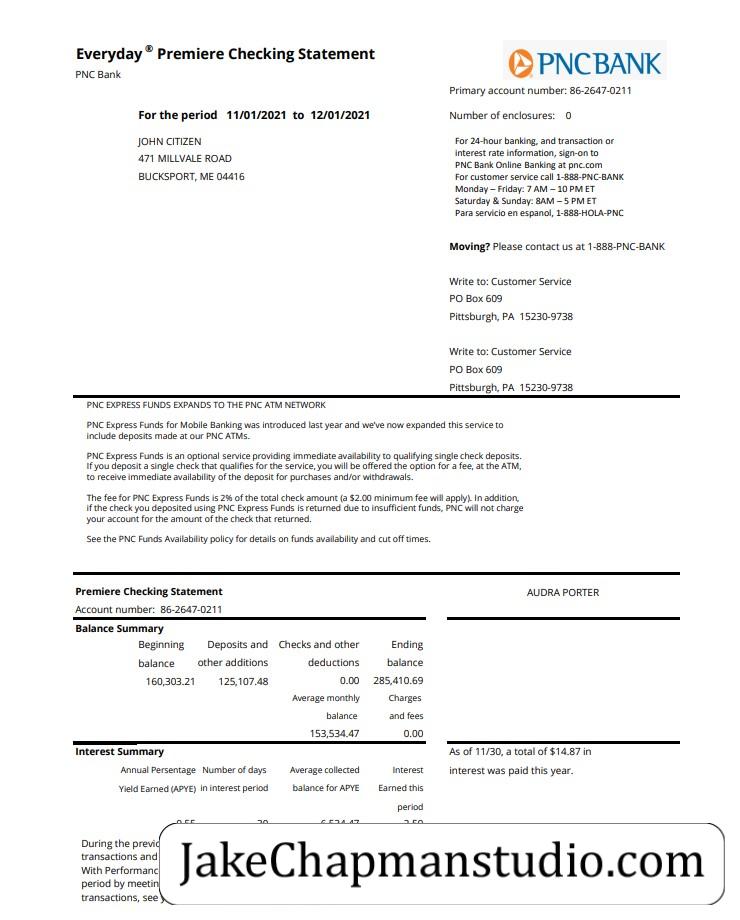 Everyday ® Premiere Checking Statement
PNC Bank
PNCBANK
Primary account number: 86-2647-0211
For the period 11/01/2021 to 12/01/2021
Number of enclosures: 0
JOHN CITIZEN
471 MILLVALE ROAD
BUCKSPORT, ME 04416
For 24-hour banking, and transaction or
interest rate information, sign-on to
PNC Bank Online Banking at pnc.com
For customer service call 1-888-PNC-BANK
Monday – Friday: 7 AM – 10 PM ET
Saturday & Sunday: 8AM – 5 PM ET
Para servicio en espanol, 1-888-HOLA-PNC
Moving? Please contact us at 1-888-PNC-BANK
Write to: Customer Service
PO Box 609
Pittsburgh, PA 15230-9738
Write to: Customer Service
PO Box 609
Pittsburgh, PA 15230-9738
PNC EXPRESS FUNDS EXPANDS TO THE PNC ATM NETWORK
PNC Express Funds for Mobile Banking was introduced last year and we've now expanded this service to
include deposits made at our PNC ATMs.
PNC Express Funds is an optional service providing immediate availability to qualifying single check deposits.
If you deposit a single check that qualifies for the service, you will be offered the option for a fee, at the ATM,
to receive immediate availability of the deposit for purchases and/or withdrawals.
The fee for PNC Express Funds is 2% of the total check amount (a $2.00 minimum fee will apply). In addition,
if the check you deposited using PNC Express Funds is returned due to insufficient funds, PNC will not charge
your account for the amount of the check that returned.
See the PNC Funds Availability policy for details on funds availability and cut off times.
Premiere Checking Statement
AUDRA PORTER
Account number: 86-2647-0211
Balance Summary
Beginning Deposits and Checks and other Ending
balance other additions deductions balance
160,303.21 125,107.48 0.00 285,410.69
Average monthly Charges
balance and fees
153,534.47 0.00
Interest Summary
As of 11/30, a total of $14.87 in
interest was paid this year.
Annual Persentage Number of days Average collected Interest
Yield Earned (APYE) in interest period balance for APYE Earned this
period
During the previo
transactions and
With Performanc
period by meetin
transactions, see
JakeChapmanstudio.com